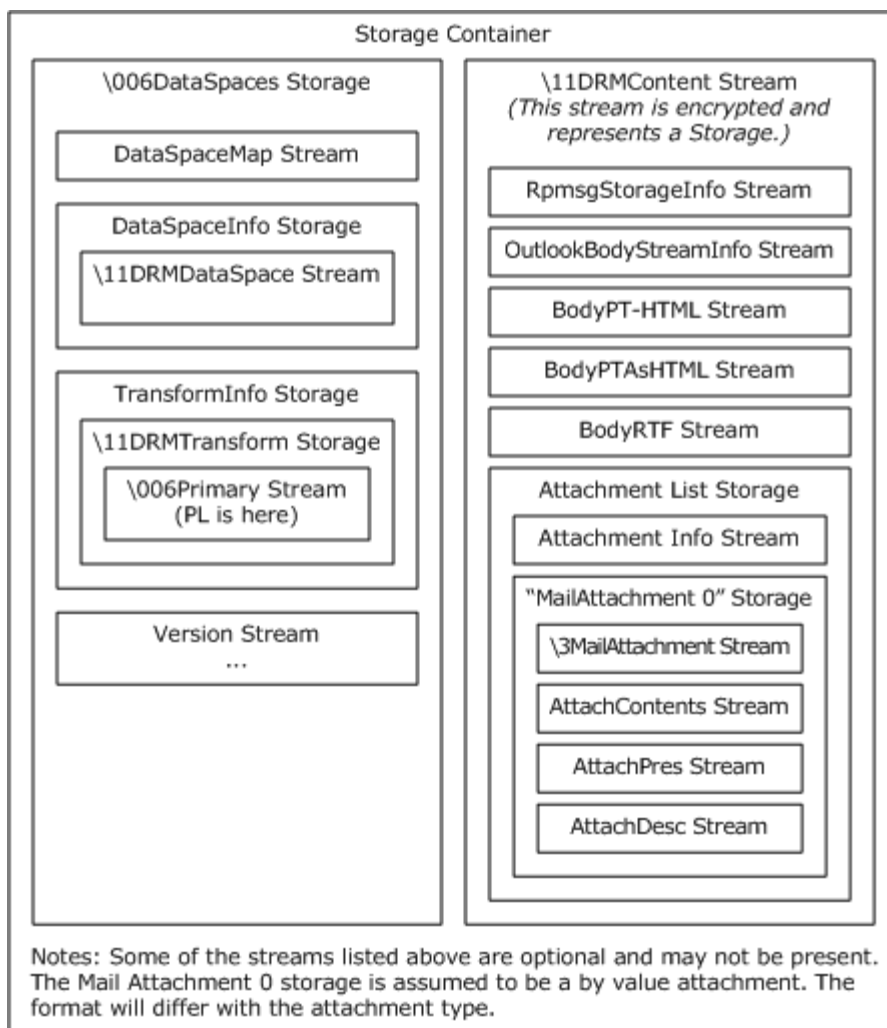 Storage Container
\006DataSpaces Storage
DataSpaceMap Stream
DataSpaceInfo Storage
\11DRMDataSpace Stream
TransformInfo Storage
\11DRMTransform Storage
\006Primary Stream
(PL is here)
Version Stream
...
\11DRMContent Stream
(This stream is encrypted and
represents a Storage.)
RpmsgStorageInfo Stream
OutlookBodyStreamInfo Stream
BodyPT-HTML Stream
BodyPTAsHTML Stream
BodyRTF Stream
Attachment List Storage
Attachment Info Stream
“MailAttachment 0” Storage
\3MailAttachment Stream
AttachContents Stream
AttachPres Stream
AttachDesc Stream
Notes: Some of the streams listed above are optional and may not be present.
The Mail Attachment 0 storage is assumed to be a by value attachment. The
format will differ with the attachment type.